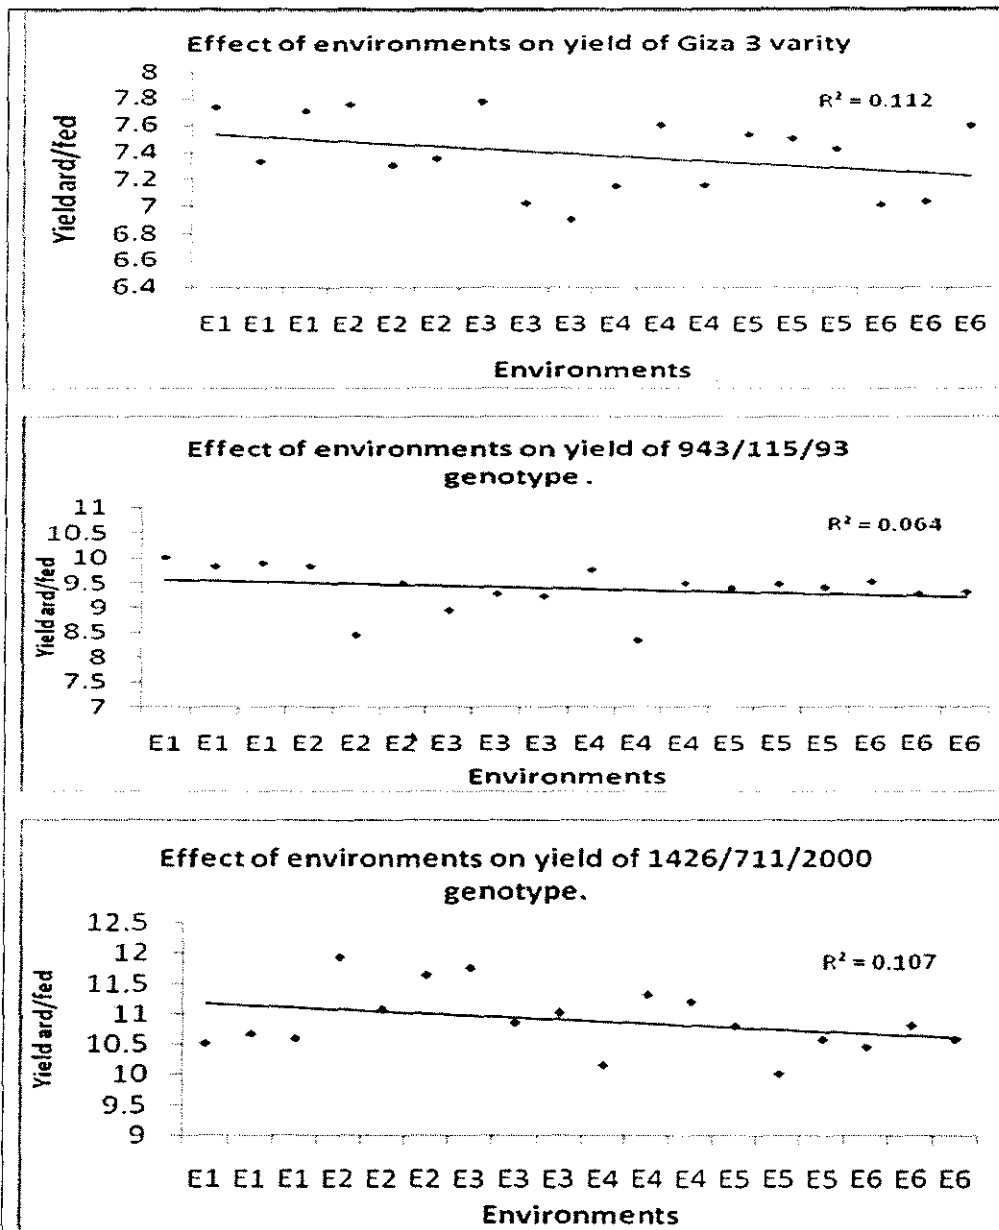 Effect of environments on yield of Giza 3 varity
R² = 0.112
Yield ard/fed
8
7.8
7.6
7.4
7.2
7
6.8
6.6
6.4
E1 E1 E1 E2 E2 E2 E3 E3 E3 E4 E4 E4 E5 E5 E5 E6 E6 E6
Environments
Effect of environments on yield of 943/115/93
genotype .
R² = 0.064
Yield ard/fed
11
10.5
10
9.5
9
8.5
8
7.5
7
E1 E1 E1 E2 E2 E2 E3 E3 E3 E4 E4 E4 E5 E5 E5 E6 E6 E6
Environments
Effect of environments on yield of 1426/711/2000
genotype.
R² = 0.107
Yield ard/fed
12.5
12
11.5
11
10.5
10
9.5
9
E1 E1 E1 E2 E2 E2 E3 E3 E3 E4 E4 E4 E5 E5 E5 E6 E6 E6
Environments